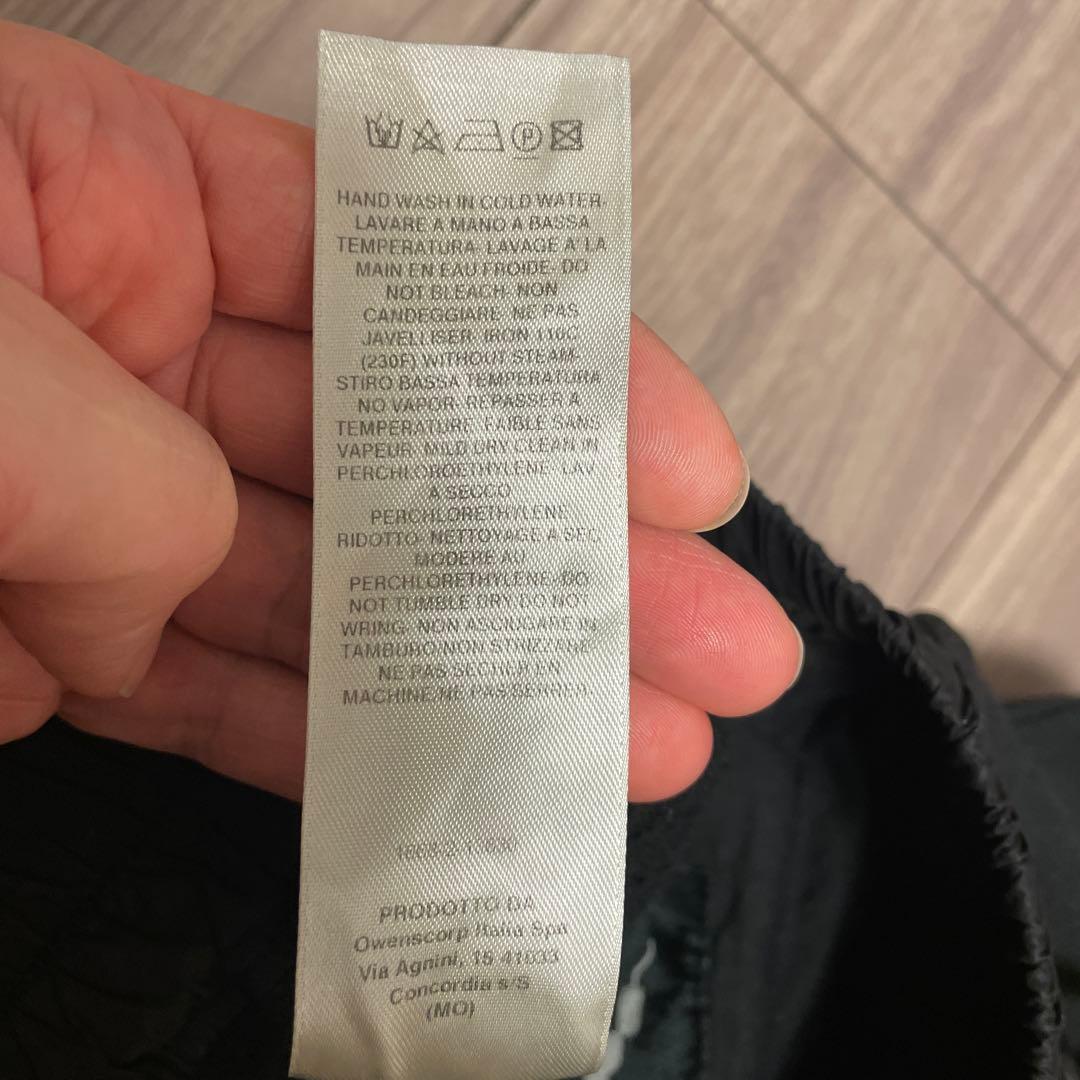 HAND WASH IN COLD WATER-
LAVARE A MANO A BASSA
TEMPERATURA- LAVAGE A' LA
MAIN EN EAU FROIDE- DO
NOT BLEACH- NON
CANDEGGIARE- NE PAS
JAVELLISER- IRON 110C
(230F) WITHOUT STEAM-
STIRO BASSA TEMPERATURA
NO VAPOR- REPASSER A
TEMPERATURE FAIBLE SANS
VAPEUR- MILD DRY CLEAN IN
PERCHLOROETHYLENE- LAV
A SECCO
PERCHLORETHYLENE
RIDOTTO- NETTOYAGE A SEC
MODERE AU
PERCHLORETHYLENE- DO
NOT TUMBLE DRY/DO NOT
WRING- NON ASCIUGARE IN
TAMBURO/NON STRIZZARE
NE PAS SECHER EN
MACHINE/NE PAS SERRER-
PRODOTTO DA
Owenscorp Italia Spa
Via Agnini, 15 41033
Concordia s/S
(MO)